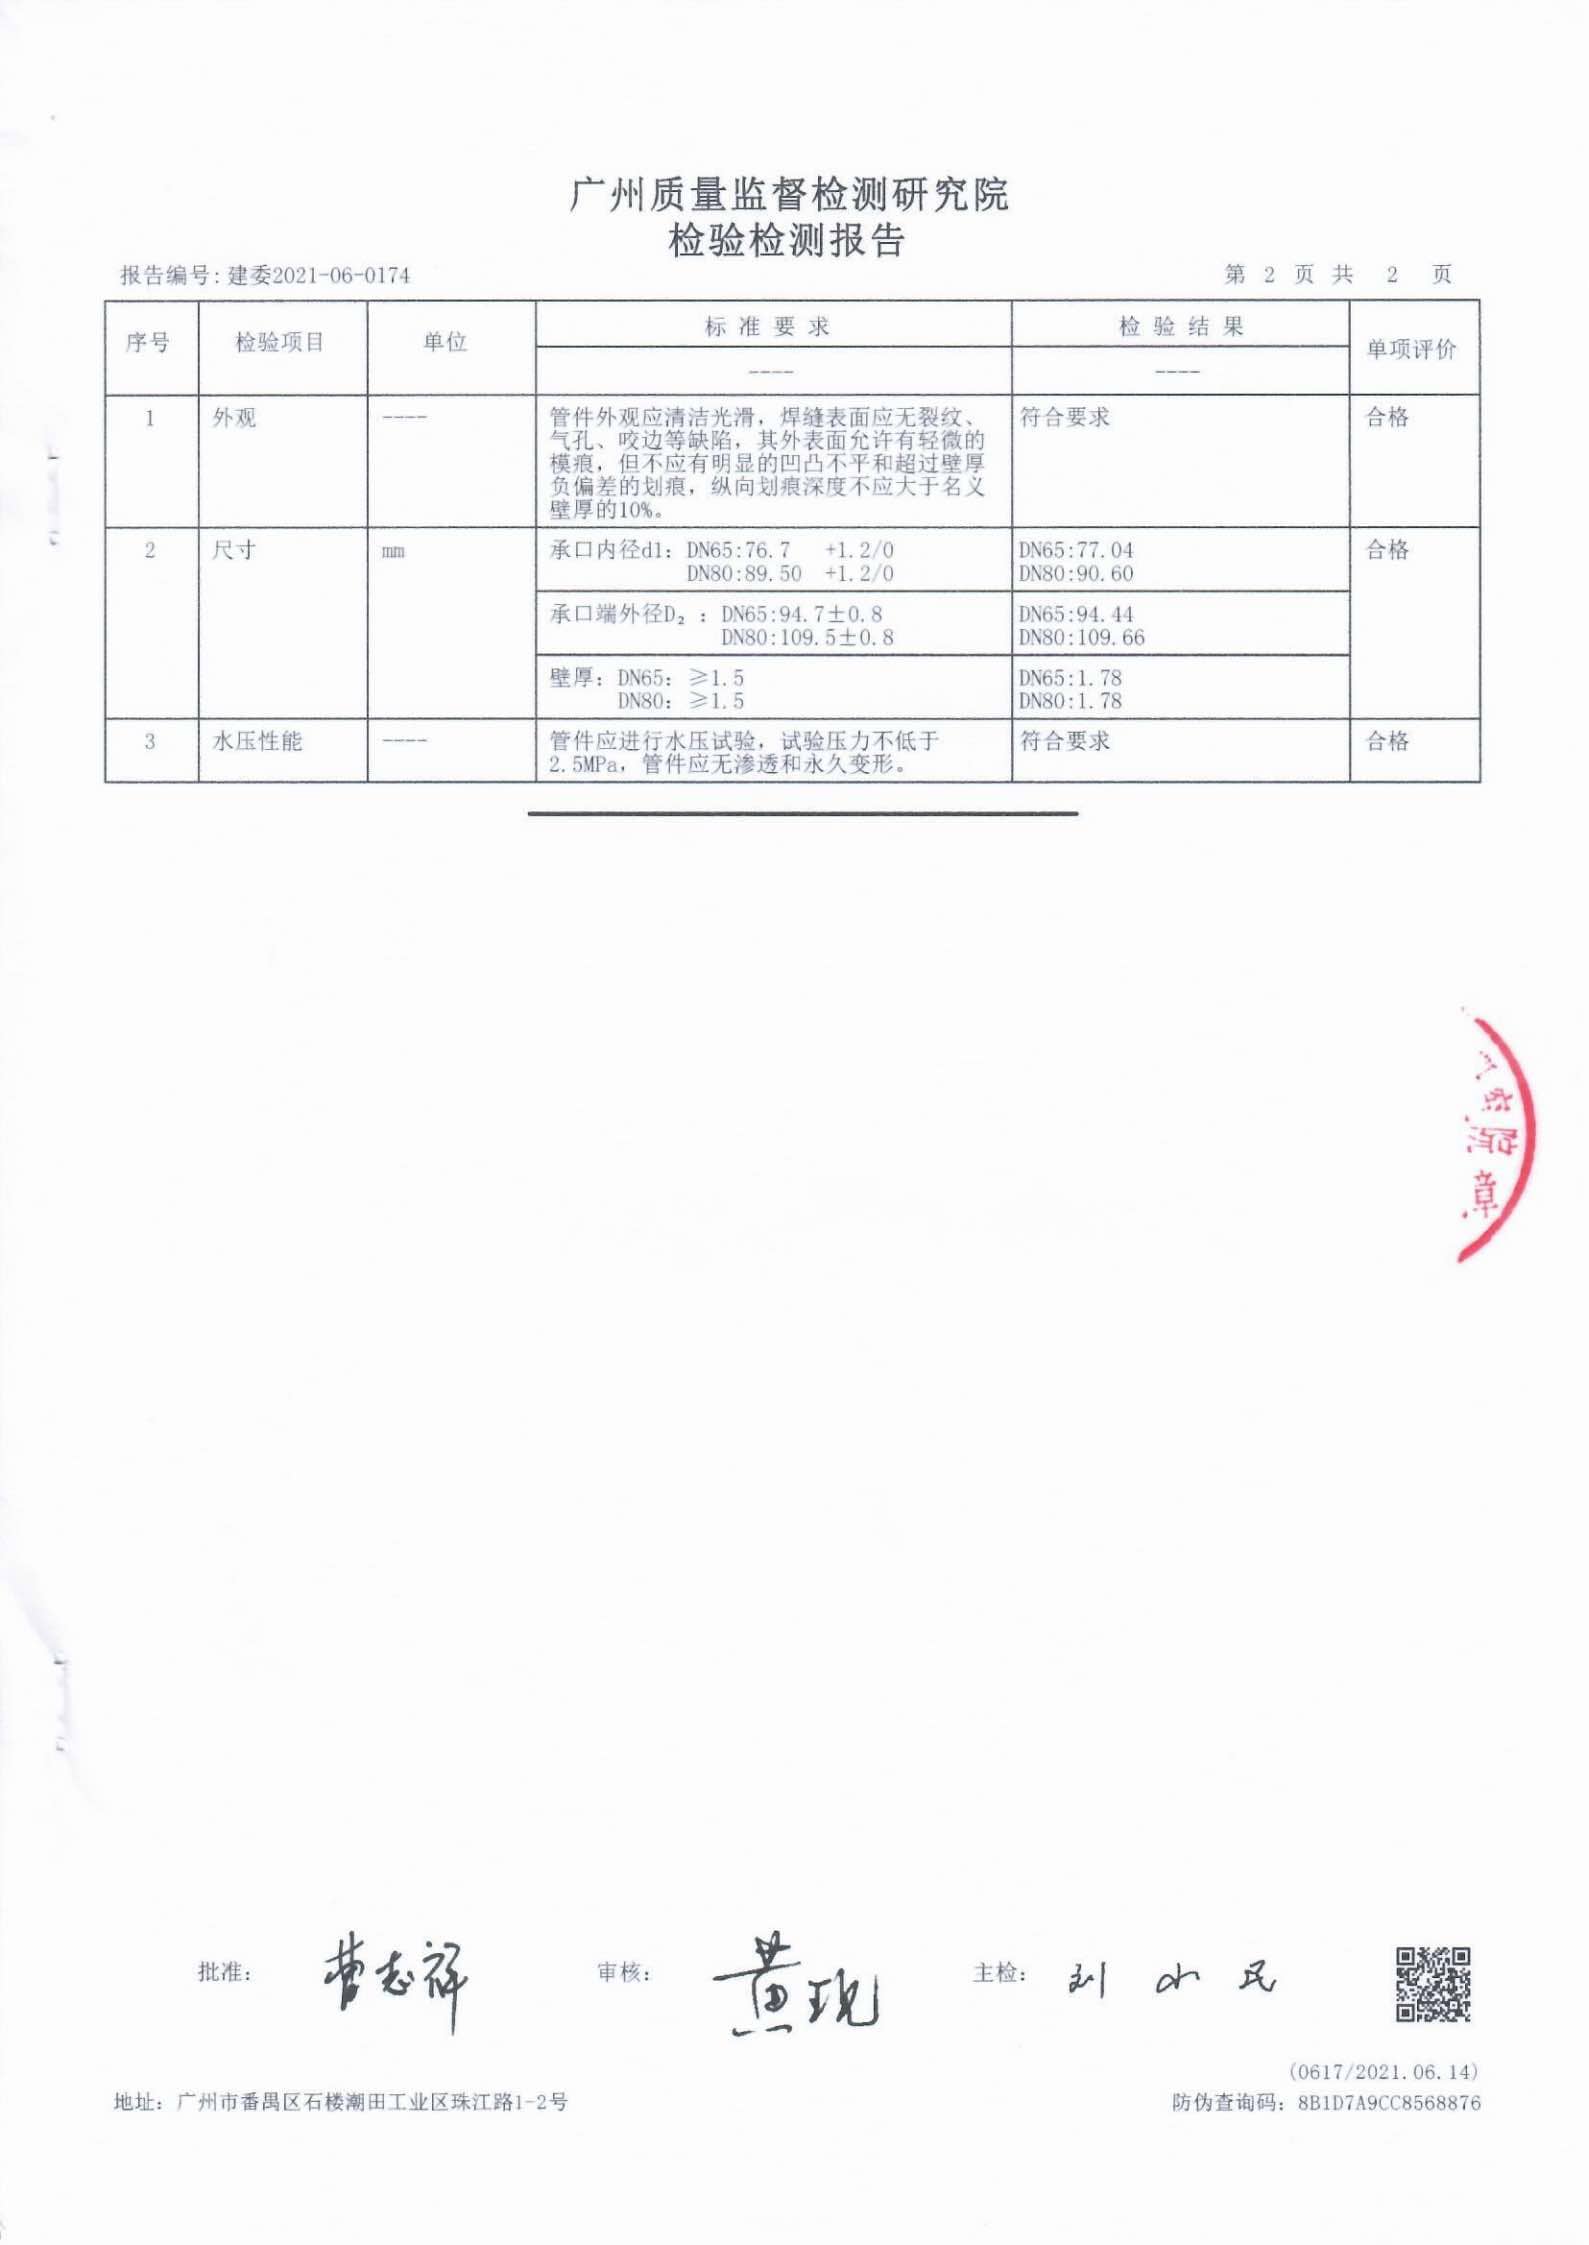 广州质量监督检测研究院
检验检测报告
报告编号:建委2021-06-0174
第 2 页 共 2 页
序号 检验项目 单位 标准要求 检验结果 单项评价
---- ----
1 外观 ---- 管件外观应清洁光滑，焊缝表面应无裂纹、 符合要求 合格
气孔、咬边等缺陷，其外表面允许有轻微的
模痕，但不应有明显的凹凸不平和超过壁厚
负偏差的划痕，纵向划痕深度不应大于名义
壁厚的10%。
2 尺寸 mm 承口内径d1：DN65:76.7 +1.2/0 DN65:77.04 合格
DN80:89.50 +1.2/0 DN80:90.60
承口端外径D₂ ：DN65:94.7±0.8 DN65:94.44
DN80:109.5±0.8 DN80:109.66
壁厚：DN65：≥1.5 DN65:1.78
DN80：≥1.5 DN80:1.78
3 水压性能 ---- 管件应进行水压试验，试验压力不低于 符合要求 合格
2.5MPa，管件应无渗透和永久变形。
章
批准： 曹志祥 审核： 黄现 主检： 刘小民
(0617/2021.06.14)
地址：广州市番禺区石楼潮田工业区珠江路1-2号
防伪查询码：8B1D7A9CC8568876